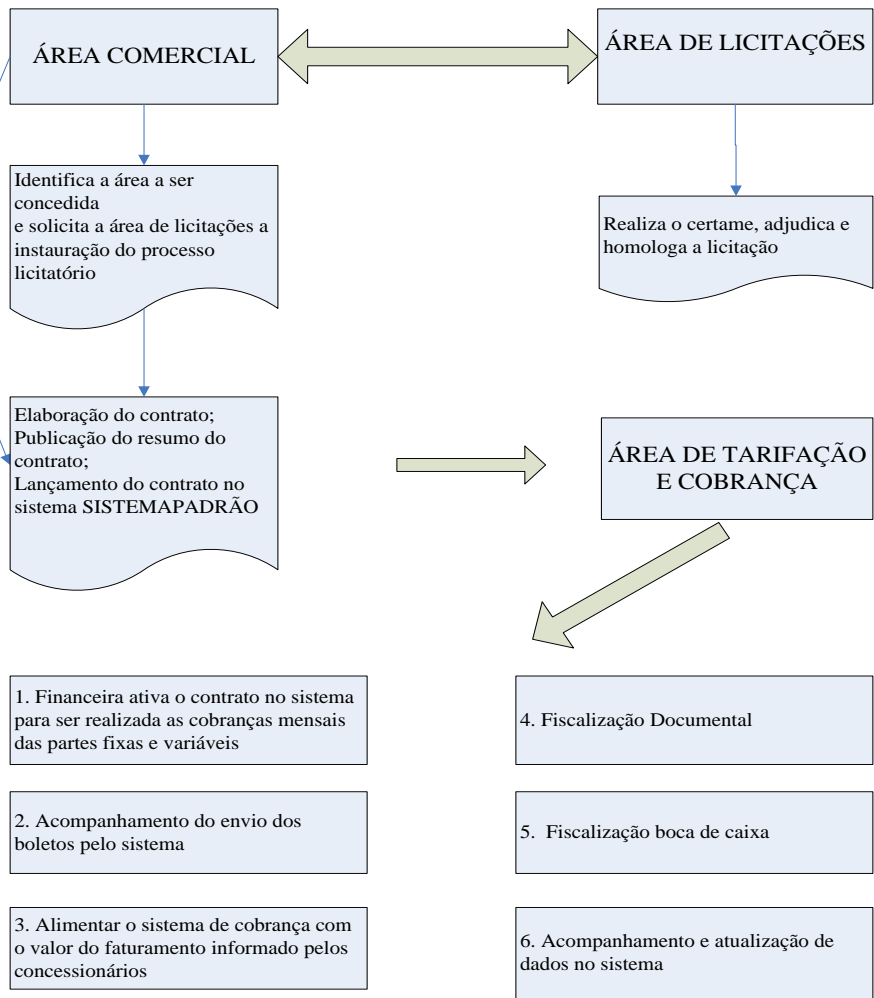 ÁREA COMERCIAL
ÁREA DE LICITAÇÕES
Identifica a área a ser
concedida
e solicita a área de licitações a
instauração do processo
licitatório
Realiza o certame, adjudica e
homologa a licitação
Elaboração do contrato;
Publicação do resumo do
contrato;
Lançamento do contrato no
sistema SISTEMAPADRÃO
ÁREA DE TARIFAÇÃO
E COBRANÇA
1. Financeira ativa o contrato no sistema
para ser realizada as cobranças mensais
das partes fixas e variáveis
2. Acompanhamento do envio dos
boletos pelo sistema
3. Alimentar o sistema de cobrança com
o valor do faturamento informado pelos
concessionários
4. Fiscalização Documental
5. Fiscalização boca de caixa
6. Acompanhamento e atualização de
dados no sistema